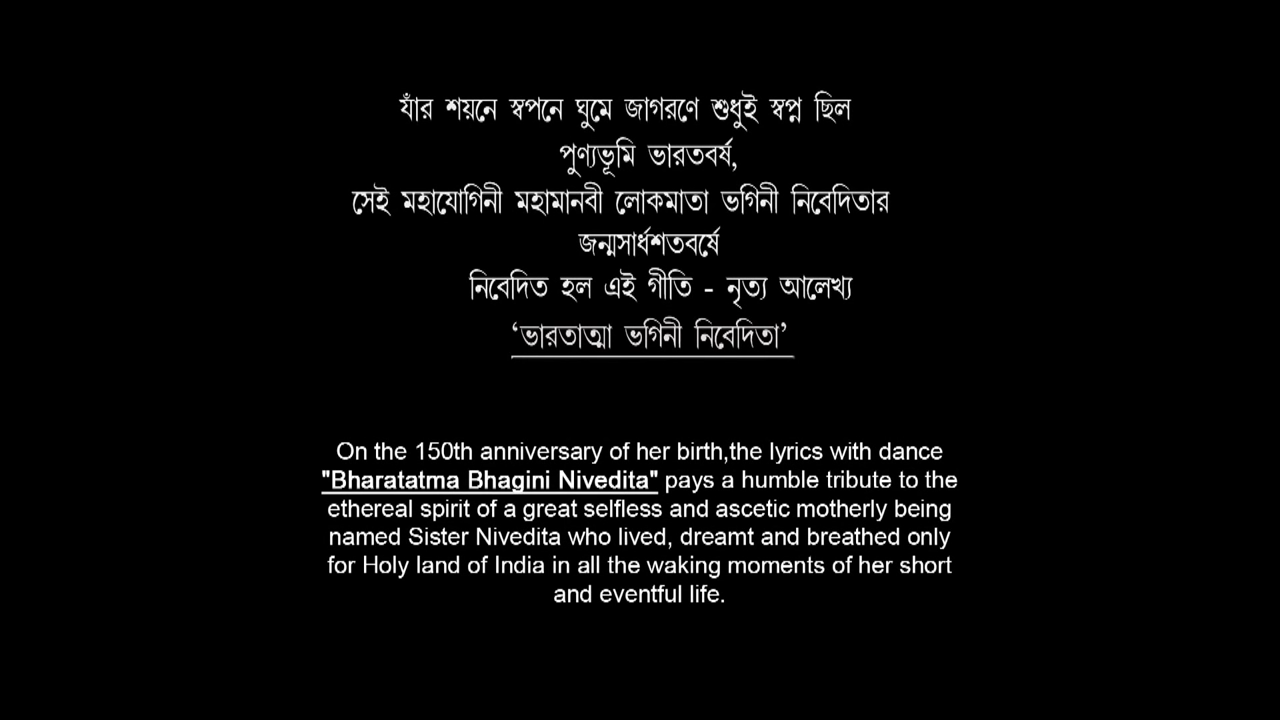 যাঁর শয়নে স্বপনে ঘুমে জাগরণে শুধুই স্বপ্ন ছিল
পুণ্যভূমি ভারতবর্ষ,
সেই মহাযোগিনী মহামানবী লোকমাতা ভগিনী নিবেদিতার
জন্মসার্ধশতবর্ষে
নিবেদিত হল এই গীতি - নৃত্য আলেখ্য
‘ভারতাত্মা ভগিনী নিবেদিতা’
On the 150th anniversary of her birth,the lyrics with dance
"Bharatatma Bhagini Nivedita" pays a humble tribute to the
ethereal spirit of a great selfless and ascetic motherly being
named Sister Nivedita who lived, dreamt and breathed only
for Holy land of India in all the waking moments of her short
and eventful life.